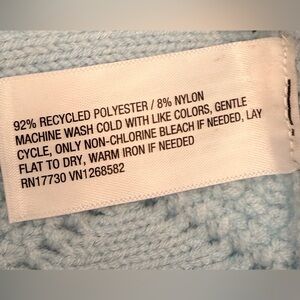 92% RECYCLED POLYESTER / 8% NYLON
MACHINE WASH COLD WITH LIKE COLORS, GENTLE
CYCLE, ONLY NON-CHLORINE BLEACH IF NEEDED, LAY
FLAT TO DRY, WARM IRON IF NEEDED
RN17730 VN1268582